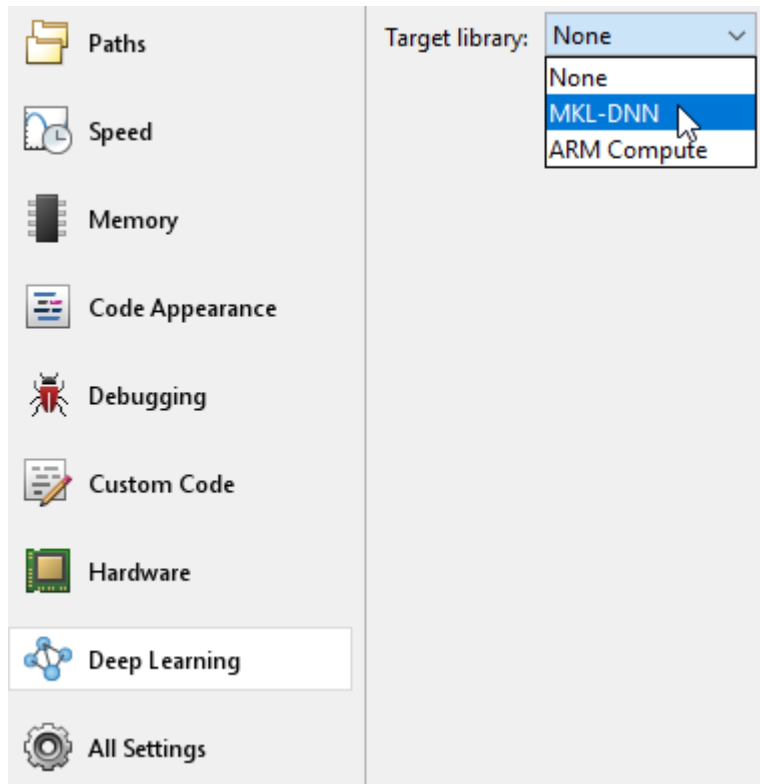 Paths
Speed
Memory
Code Appearance
Debugging
Custom Code
Hardware
Deep Learning
All Settings
Target library: None
None
MKL-DNN
ARM Compute